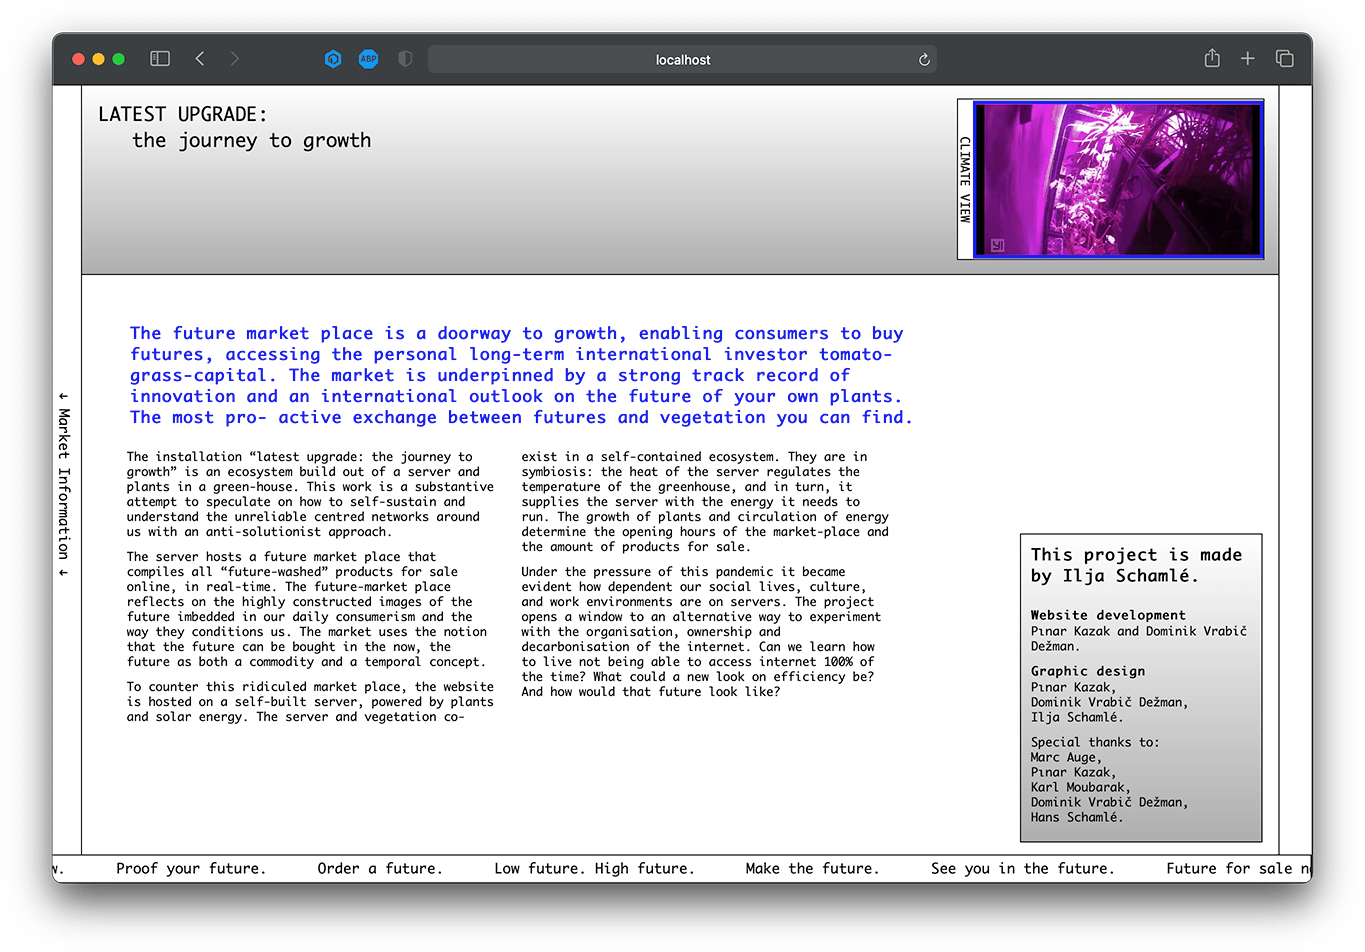 localhost
ABP
LATEST UPGRADE:
the journey to growth
CLIMATE VIEW
← Market Information ←
The future market place is a doorway to growth, enabling consumers to buy
futures, accessing the personal long-term international investor tomato-
grass-capital. The market is underpinned by a strong track record of
innovation and an international outlook on the future of your own plants.
The most pro- active exchange between futures and vegetation you can find.
The installation “latest upgrade: the journey to
growth” is an ecosystem build out of a server and
plants in a green-house. This work is a substantive
attempt to speculate on how to self-sustain and
understand the unreliable centred networks around
us with an anti-solutionist approach.
The server hosts a future market place that
compiles all “future-washed” products for sale
online, in real-time. The future-market place
reflects on the highly constructed images of the
future imbedded in our daily consumerism and the
way they conditions us. The market uses the notion
that the future can be bought in the now, the
future as both a commodity and a temporal concept.
To counter this ridiculed market place, the website
is hosted on a self-built server, powered by plants
and solar energy. The server and vegetation co-
exist in a self-contained ecosystem. They are in
symbiosis: the heat of the server regulates the
temperature of the greenhouse, and in turn, it
supplies the server with the energy it needs to
run. The growth of plants and circulation of energy
determine the opening hours of the market-place and
the amount of products for sale.
Under the pressure of this pandemic it became
evident how dependent our social lives, culture,
and work environments are on servers. The project
opens a window to an alternative way to experiment
with the organisation, ownership and
decarbonisation of the internet. Can we learn how
to live not being able to access internet 100% of
the time? What could a new look on efficiency be?
And how would that future look like?
This project is made
by Ilja Schamlé.
Website development
Pınar Kazak and Dominik Vrabič
Dežman.
Graphic design
Pınar Kazak,
Dominik Vrabič Dežman,
Ilja Schamlé.
Special thanks to:
Marc Auge,
Pınar Kazak,
Karl Moubarak,
Dominik Vrabič Dežman,
Hans Schamlé.
w. Proof your future. Order a future. Low future. High future. Make the future. See you in the future. Future for sale n